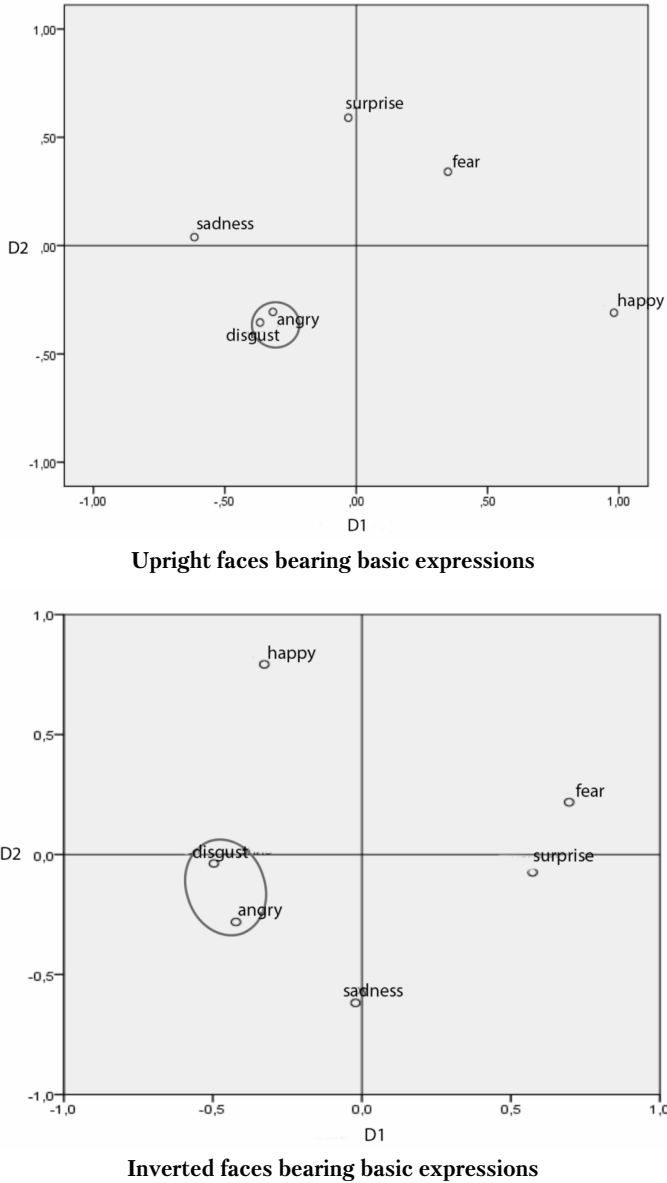 1,00
surprise
,50
fear
sadness
D2 ,00
happy
angry
disgust
-,50
-1,00
-1,00 -,50 ,00 ,50 1,00
D1
Upright faces bearing basic expressions
1,0
happy
0,5
fear
D2 0,0 disgust surprise
angry
-0,5
sadness
-1,0
-1,0 -0,5 0,0 0,5 1,0
D1
Inverted faces bearing basic expressions